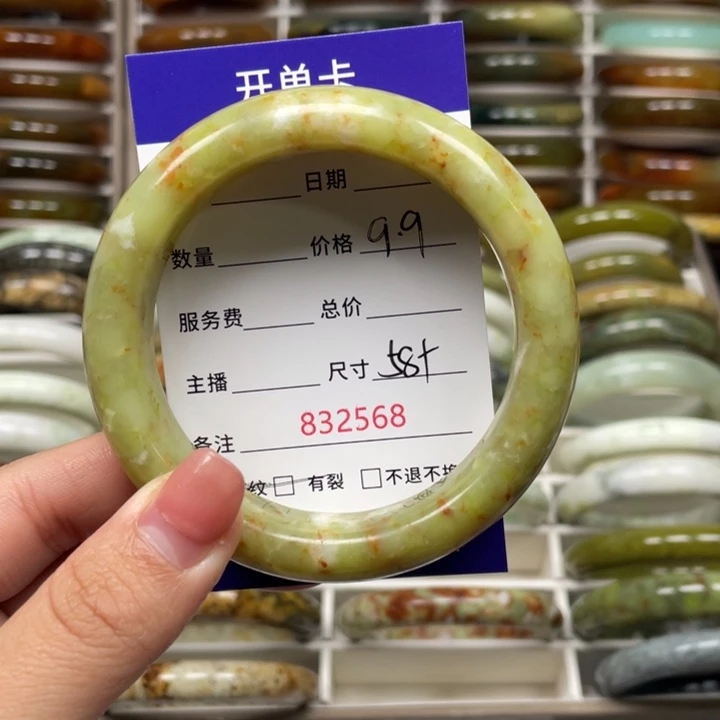 开单卡
日期
数量 价格 9.9
服务费 总价
主播 尺寸 58+
备注 832568
纹 有裂 不退不换